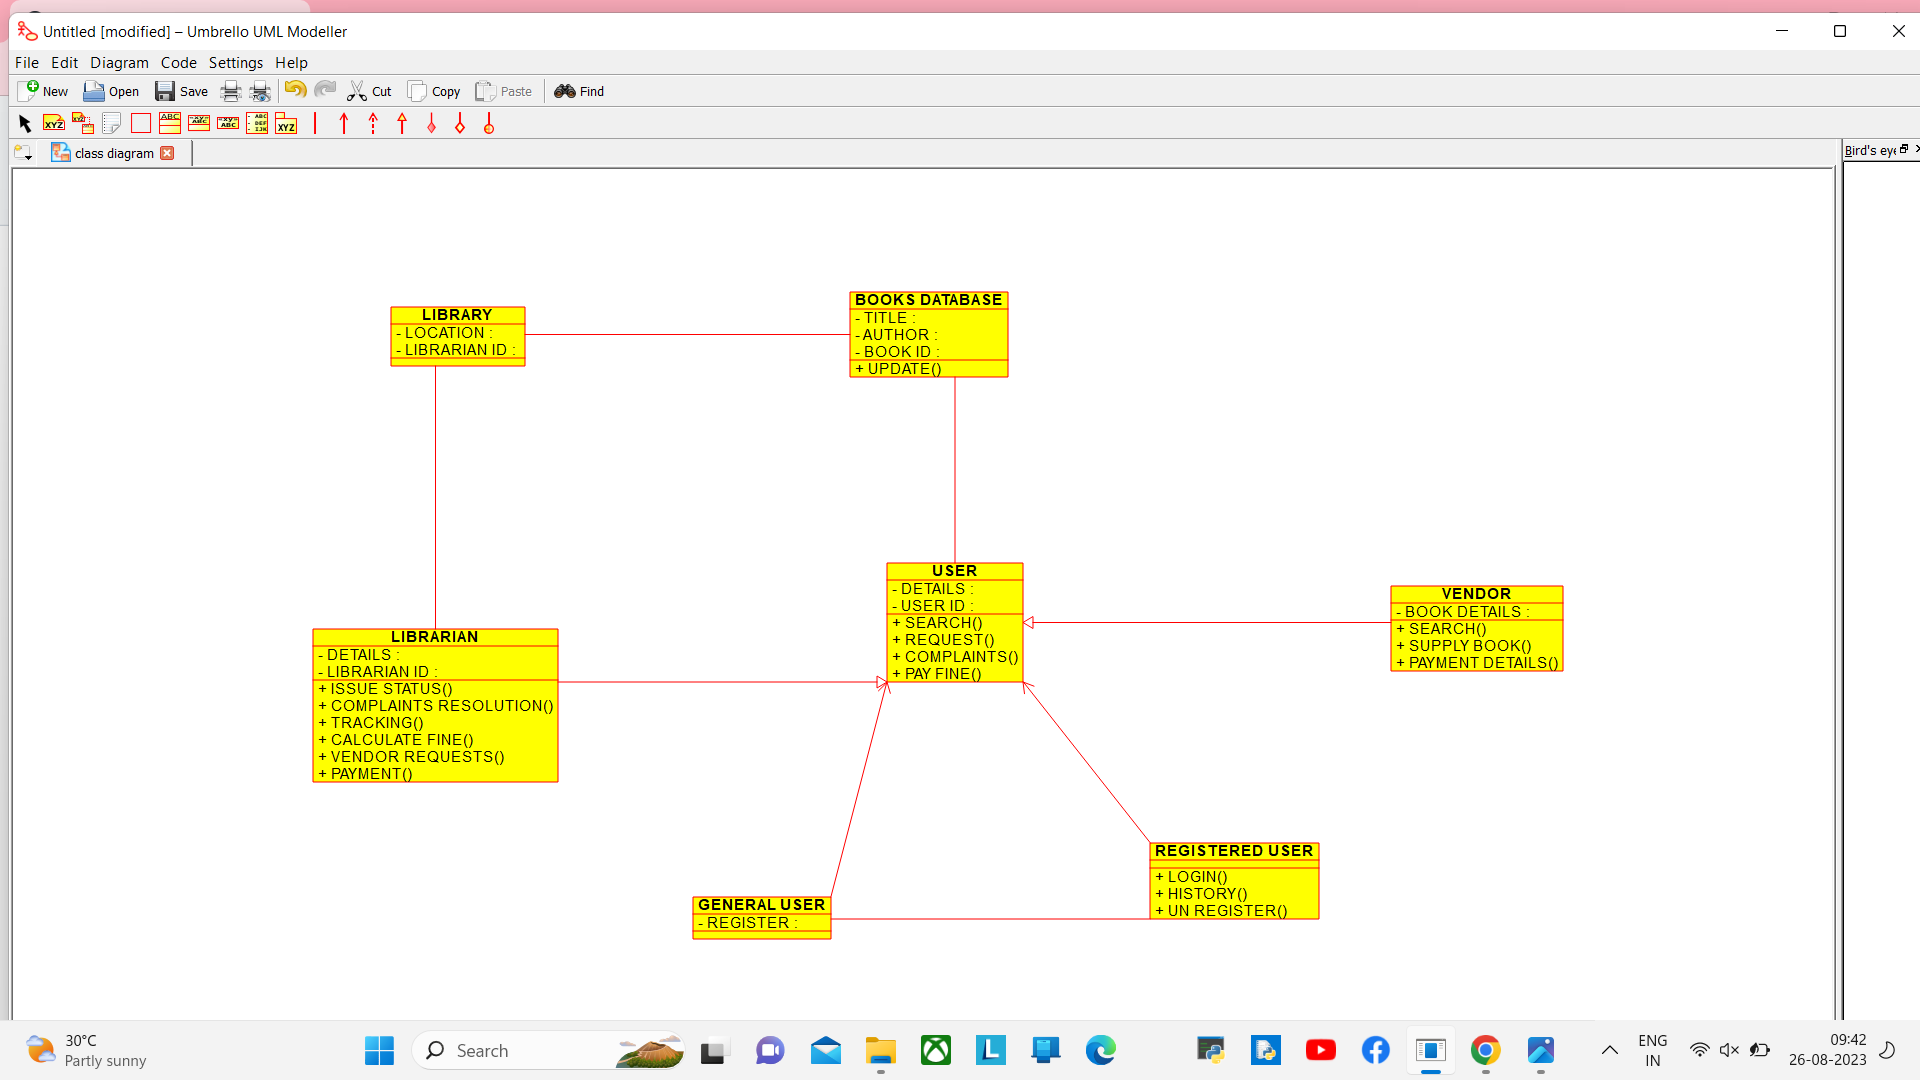 Untitled [modified] – Umbrello UML Modeller
File Edit Diagram Code Settings Help
New Open Save Cut Copy Paste Find
class diagram
Bird's eye
LIBRARY
- LOCATION :
- LIBRARIAN ID :
BOOKS DATABASE
- TITLE :
- AUTHOR :
- BOOK ID :
+ UPDATE()
USER
- DETAILS :
- USER ID :
+ SEARCH()
+ REQUEST()
+ COMPLAINTS()
+ PAY FINE()
VENDOR
- BOOK DETAILS :
+ SEARCH()
+ SUPPLY BOOK()
+ PAYMENT DETAILS()
LIBRARIAN
- DETAILS :
- LIBRARIAN ID :
+ ISSUE STATUS()
+ COMPLAINTS RESOLUTION()
+ TRACKING()
+ CALCULATE FINE()
+ VENDOR REQUESTS()
+ PAYMENT()
REGISTERED USER
+ LOGIN()
+ HISTORY()
+ UN REGISTER()
GENERAL USER
- REGISTER :
30°C
Partly sunny
Search
ENG
IN
09:42
26-08-2023